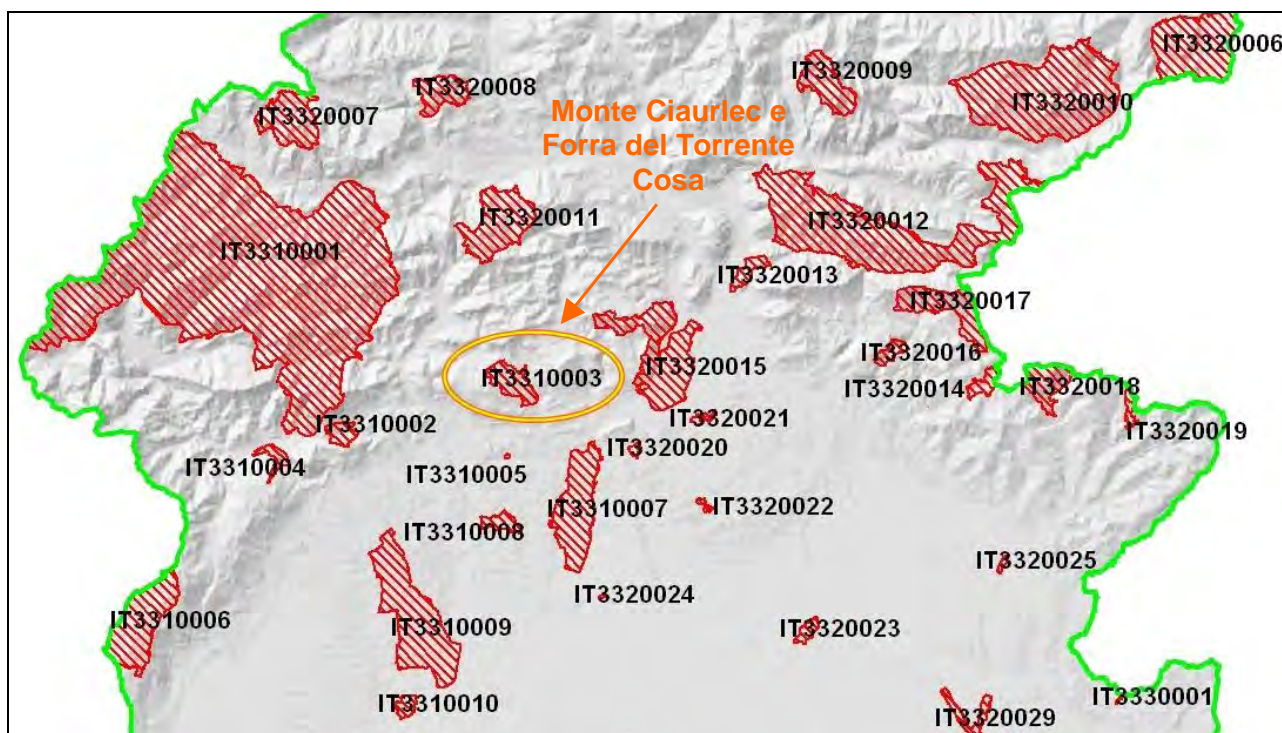 IT3320006
IT3320009
IT3320008
IT3320010
Monte Ciaurlec e
Forra del Torrente
Cosa
IT3320007
IT3320011
IT3320012
IT3310001
IT3320013
IT3320017
IT3320016
IT3320015
IT3310003
IT3320014
IT3320018
IT3320021
IT3310002
IT3320019
IT3320020
IT3310004
IT3310005
IT3320022
IT3310007
IT3310008
IT3320025
IT3320024
IT3310006
IT3310009
IT3320023
IT3330001
IT3310010
IT3320029